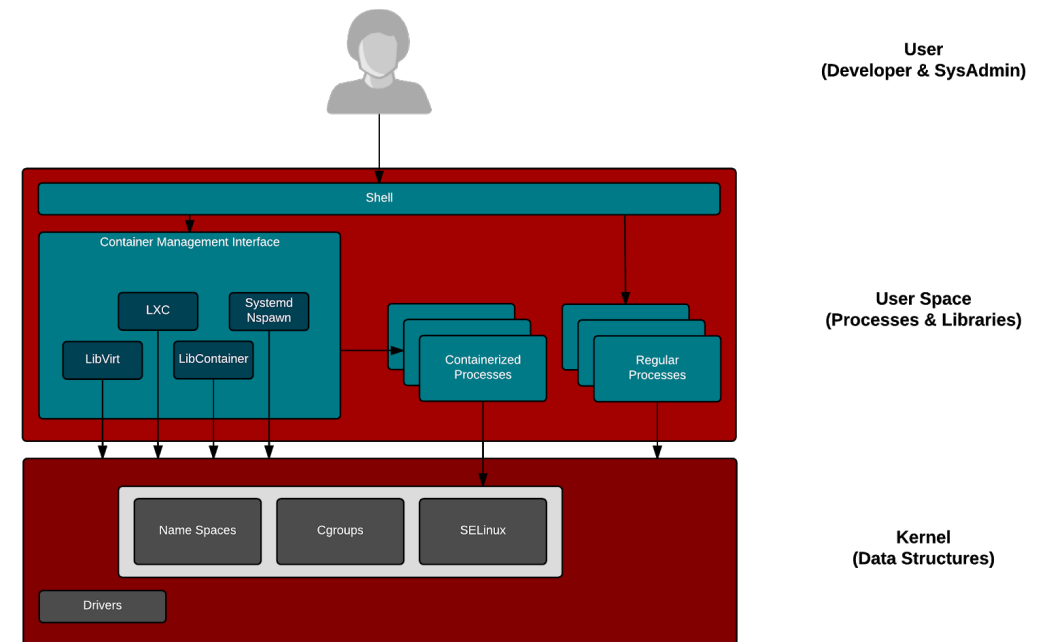 User
(Developer & SysAdmin)
Shell
Container Management Interface
LXC
Systemd
Nspawn
LibVirt
LibContainer
Containerized
Processes
Regular
Processes
User Space
(Processes & Libraries)
Name Spaces
Cgroups
SELinux
Kernel
(Data Structures)
Drivers